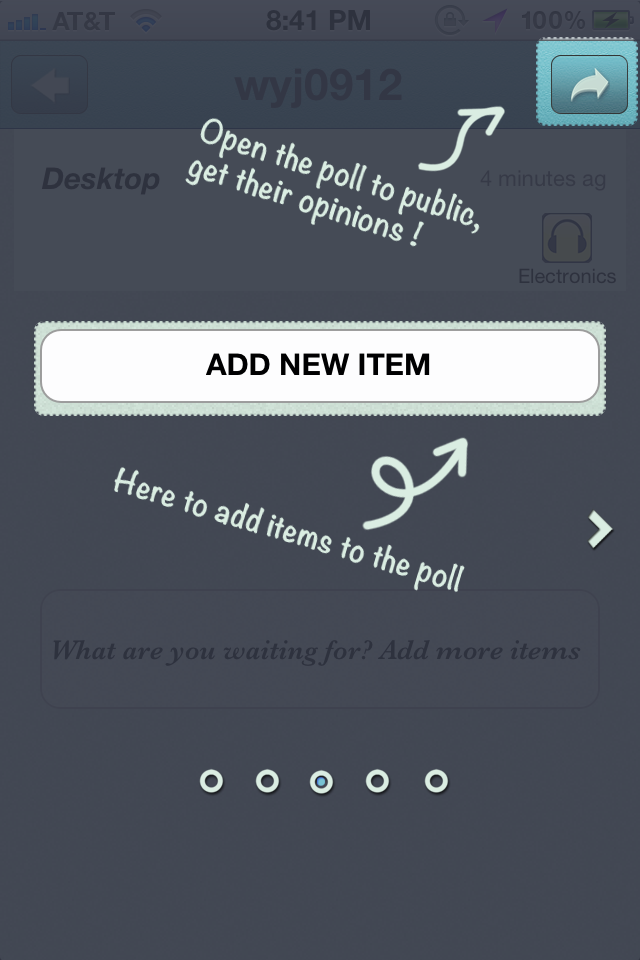 AT&T 8:41 PM 100%
wyj0912
Open the poll to public,
get their opinions !
Desktop
4 minutes ag
Electronics
ADD NEW ITEM
Here to add items to the poll
What are you waiting for? Add more items